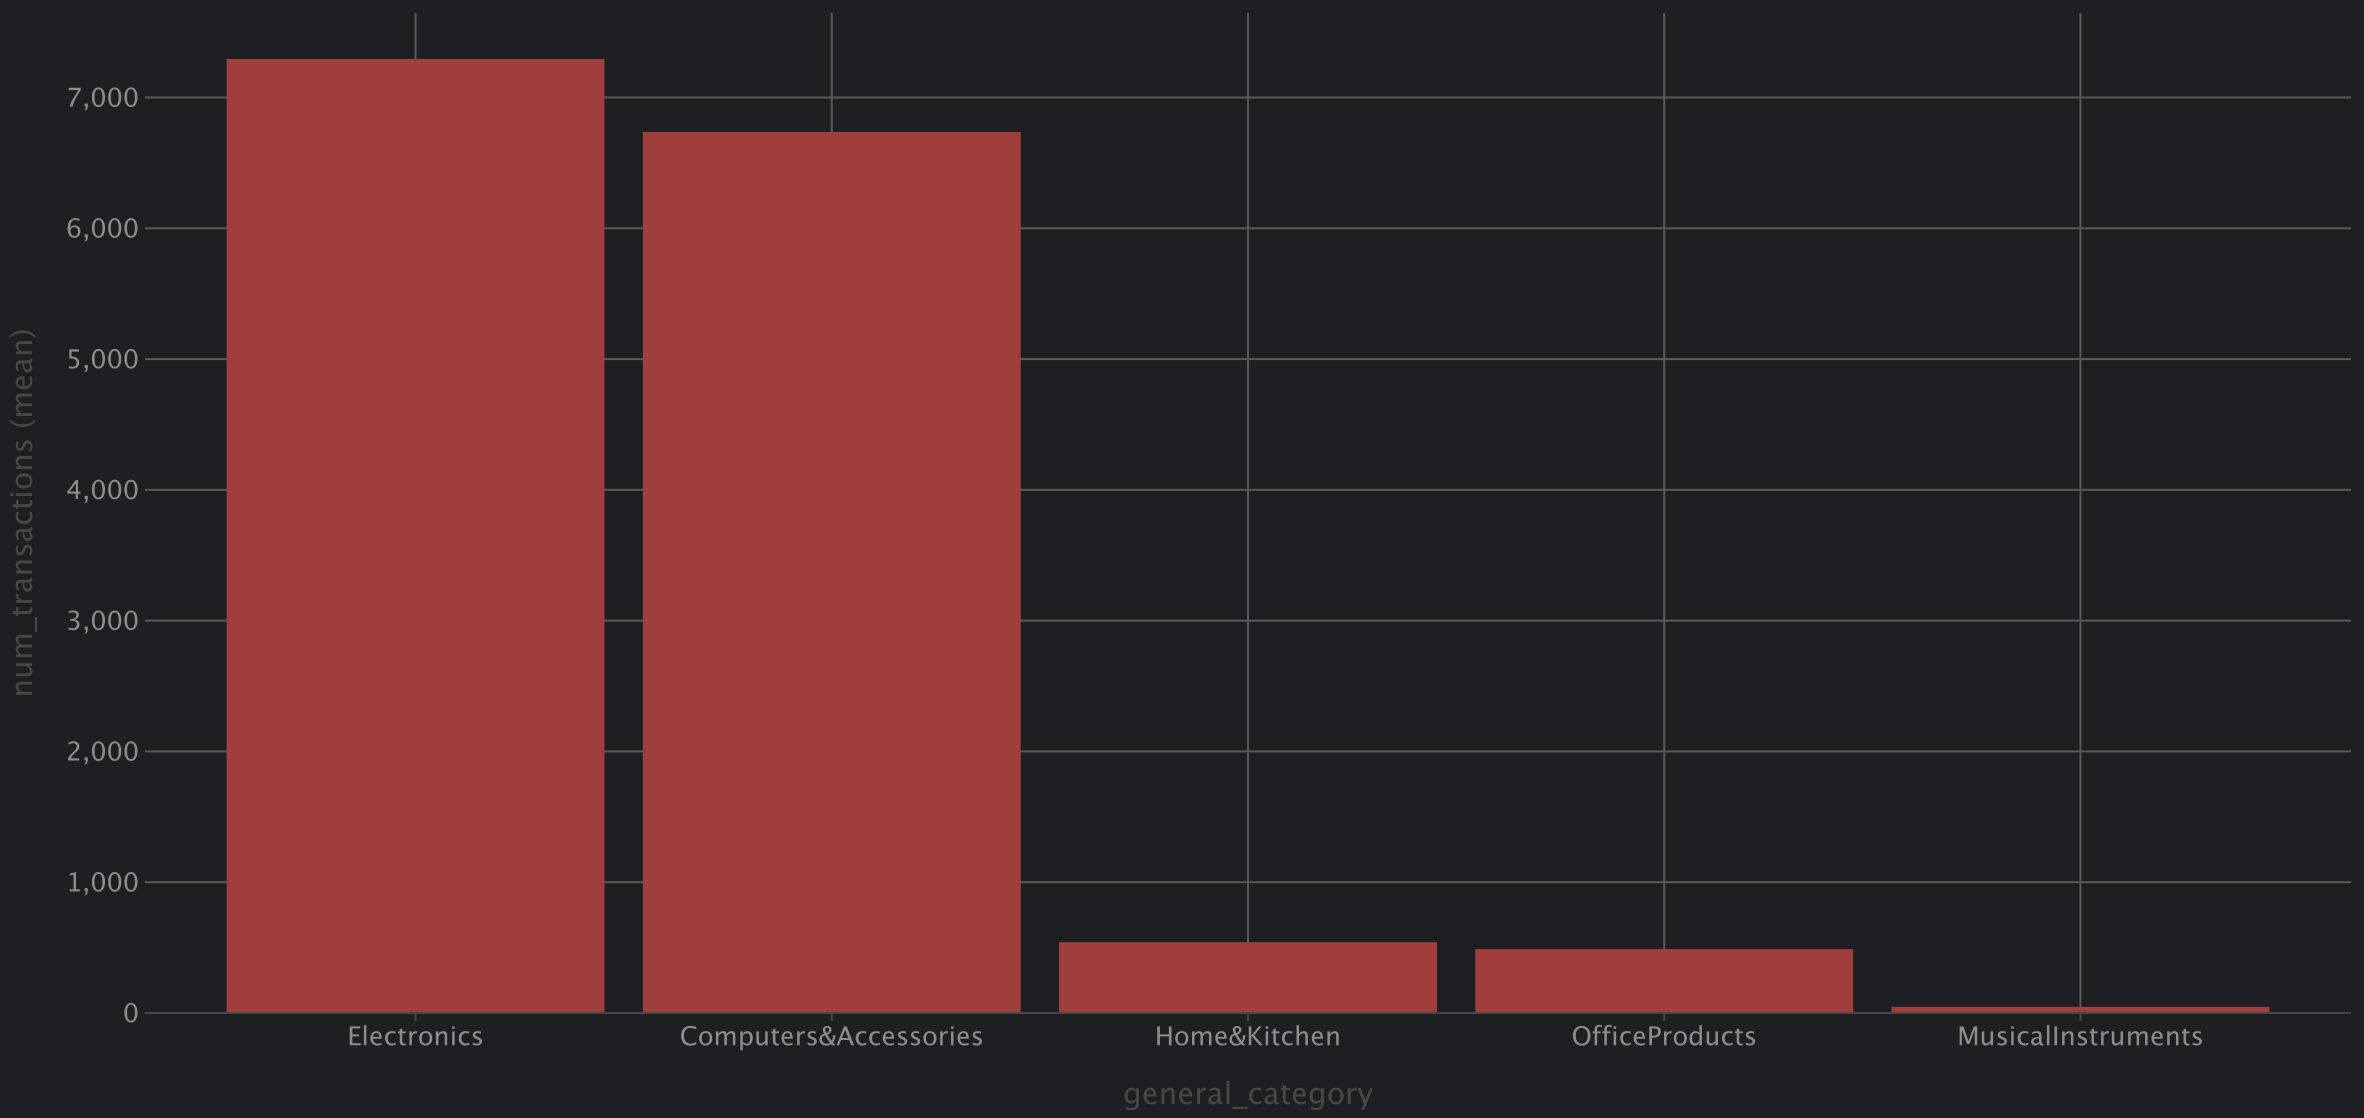 num_transactions (mean)
7,000
6,000
5,000
4,000
3,000
2,000
1,000
0
Electronics
Computers&Accessories
Home&Kitchen
OfficeProducts
MusicalInstruments
general_category